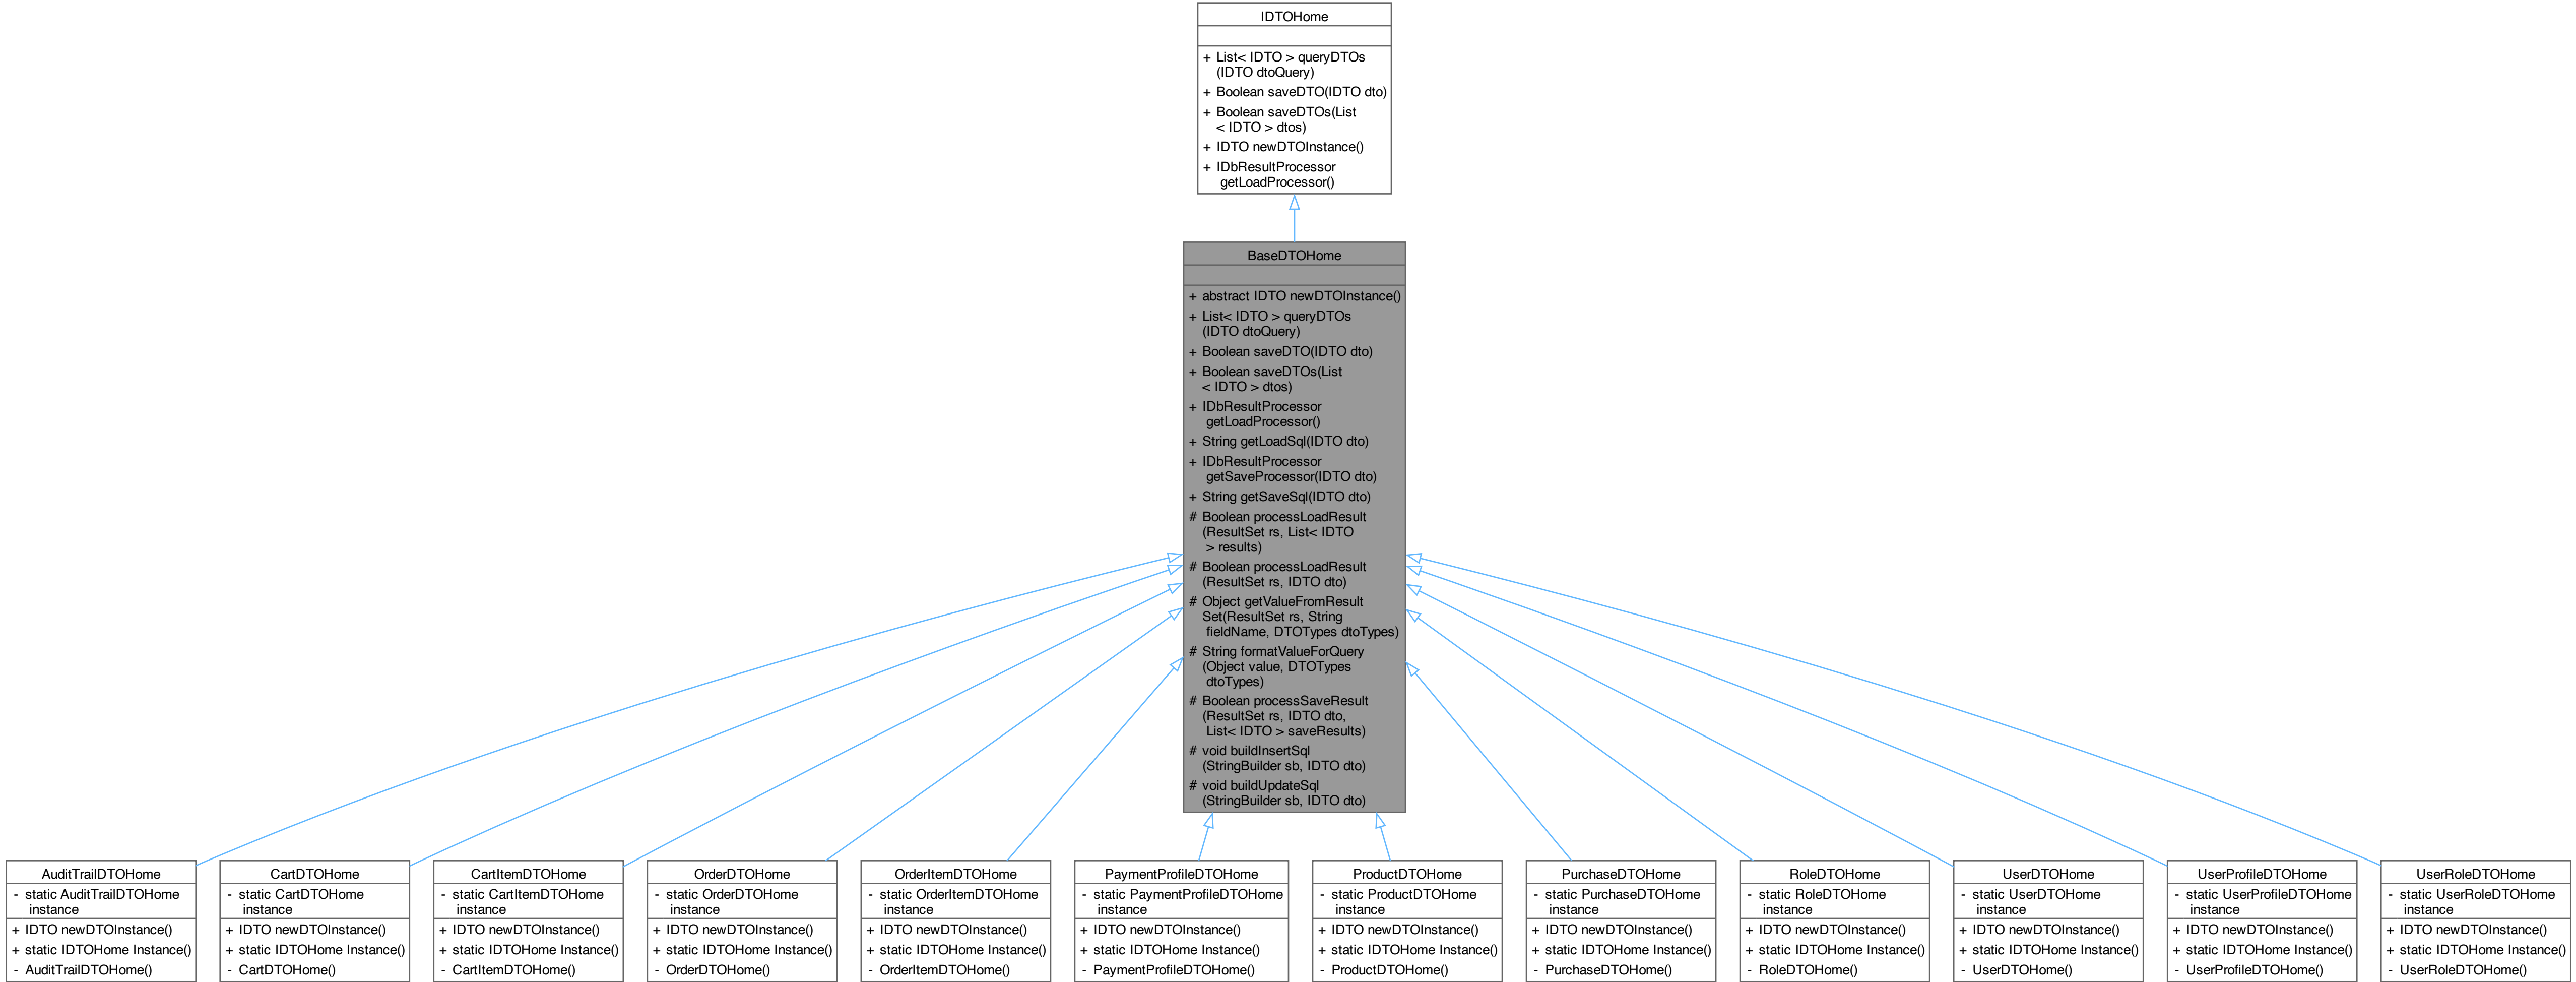 IDTOHome
+ List< IDTO > queryDTOs
(IDTO dtoQuery)
+ Boolean saveDTO(IDTO dto)
+ Boolean saveDTOs(List
< IDTO > dtos)
+ IDTO newDTOInstance()
+ IDbResultProcessor
getLoadProcessor()
BaseDTOHome
+ abstract IDTO newDTOInstance()
+ List< IDTO > queryDTOs
(IDTO dtoQuery)
+ Boolean saveDTO(IDTO dto)
+ Boolean saveDTOs(List
< IDTO > dtos)
+ IDbResultProcessor
getLoadProcessor()
+ String getLoadSql(IDTO dto)
+ IDbResultProcessor
getSaveProcessor(IDTO dto)
+ String getSaveSql(IDTO dto)
# Boolean processLoadResult
(ResultSet rs, List< IDTO
> results)
# Boolean processLoadResult
(ResultSet rs, IDTO dto)
# Object getValueFromResult
Set(ResultSet rs, String
fieldName, DTOTypes dtoTypes)
# String formatValueForQuery
(Object value, DTOTypes
dtoTypes)
# Boolean processSaveResult
(ResultSet rs, IDTO dto,
List< IDTO > saveResults)
# void buildInsertSql
(StringBuilder sb, IDTO dto)
# void buildUpdateSql
(StringBuilder sb, IDTO dto)
AuditTrailDTOHome
- static AuditTrailDTOHome
instance
+ IDTO newDTOInstance()
+ static IDTOHome Instance()
- AuditTrailDTOHome()
CartDTOHome
- static CartDTOHome
instance
+ IDTO newDTOInstance()
+ static IDTOHome Instance()
- CartDTOHome()
CartItemDTOHome
- static CartItemDTOHome
instance
+ IDTO newDTOInstance()
+ static IDTOHome Instance()
- CartItemDTOHome()
OrderDTOHome
- static OrderDTOHome
instance
+ IDTO newDTOInstance()
+ static IDTOHome Instance()
- OrderDTOHome()
OrderItemDTOHome
- static OrderItemDTOHome
instance
+ IDTO newDTOInstance()
+ static IDTOHome Instance()
- OrderItemDTOHome()
PaymentProfileDTOHome
- static PaymentProfileDTOHome
instance
+ IDTO newDTOInstance()
+ static IDTOHome Instance()
- PaymentProfileDTOHome()
ProductDTOHome
- static ProductDTOHome
instance
+ IDTO newDTOInstance()
+ static IDTOHome Instance()
- ProductDTOHome()
PurchaseDTOHome
- static PurchaseDTOHome
instance
+ IDTO newDTOInstance()
+ static IDTOHome Instance()
- PurchaseDTOHome()
RoleDTOHome
- static RoleDTOHome
instance
+ IDTO newDTOInstance()
+ static IDTOHome Instance()
- RoleDTOHome()
UserDTOHome
- static UserDTOHome
instance
+ IDTO newDTOInstance()
+ static IDTOHome Instance()
- UserDTOHome()
UserProfileDTOHome
- static UserProfileDTOHome
instance
+ IDTO newDTOInstance()
+ static IDTOHome Instance()
- UserProfileDTOHome()
UserRoleDTOHome
- static UserRoleDTOHome
instance
+ IDTO newDTOInstance()
+ static IDTOHome Instance()
- UserRoleDTOHome()